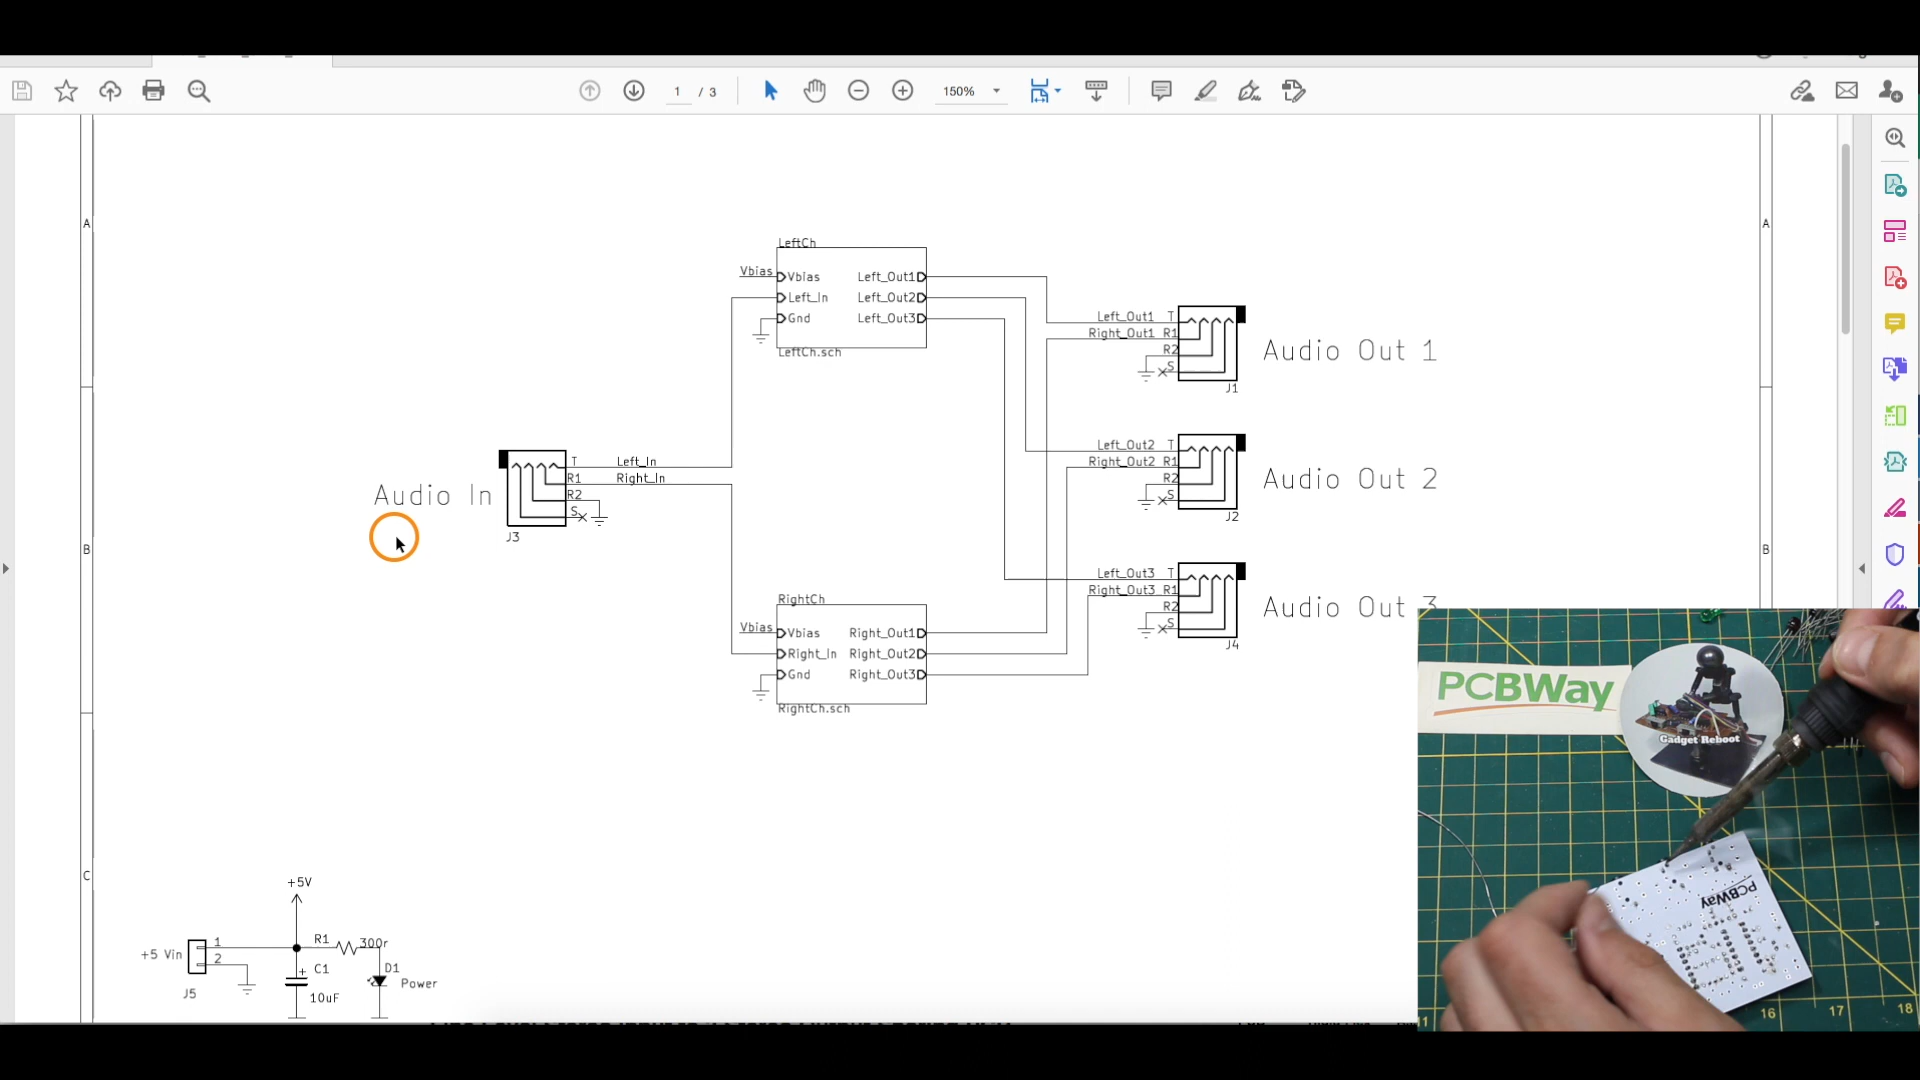 1 / 3
150%
A
A
LeftCh
Vbias
Vbias
Left_Out1
Left_In
Left_Out2
Gnd
Left_Out3
LeftCh.sch
Left_Out1 T
Right_Out1 R1
R2
S
J1
Audio Out 1
Left_Out2 T
Right_Out2 R1
R2
S
J2
Audio Out 2
Audio In
T
Left_In
R1
Right_In
R2
S
J3
B
B
Left_Out3 T
Right_Out3 R1
R2
S
J4
Audio Out 3
RightCh
Vbias
Vbias
Right_Out1
Right_In
Right_Out2
Gnd
Right_Out3
RightCh.sch
C
+5V
+5 Vin
1
2
J5
R1
300r
C1
10uF
D1
Power
PCBWay
Gadget Reboot
PCBWay
16
17
18
11